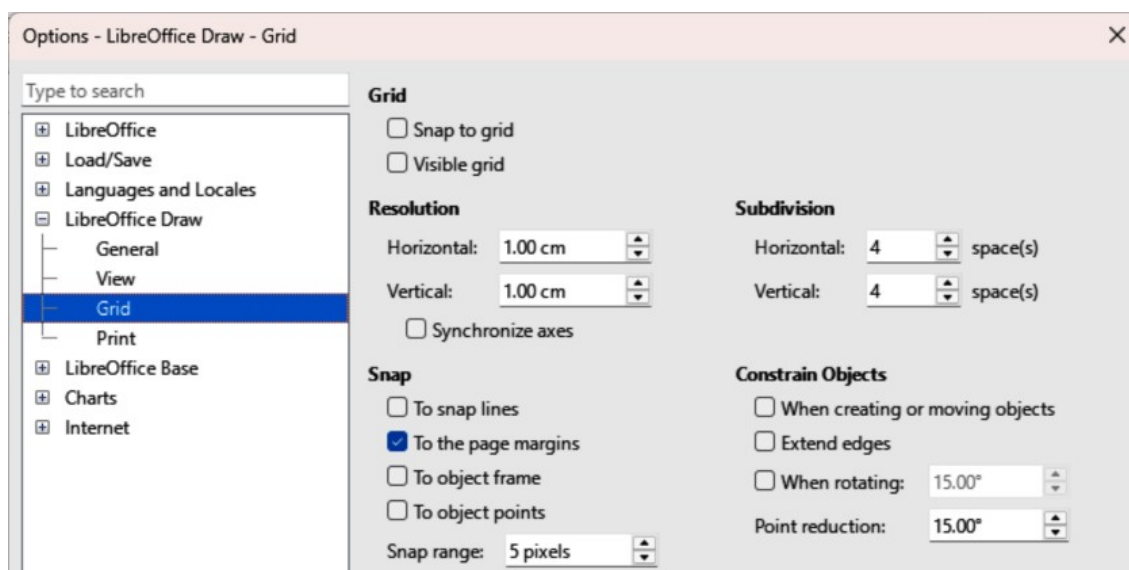 Options - LibreOffice Draw - Grid
Type to search
LibreOffice
Load/Save
Languages and Locales
LibreOffice Draw
General
View
Grid
Print
LibreOffice Base
Charts
Internet
Grid
Snap to grid
Visible grid
Resolution
Horizontal: 1.00 cm
Vertical: 1.00 cm
Synchronize axes
Subdivision
Horizontal: 4 space(s)
Vertical: 4 space(s)
Snap
To snap lines
To the page margins
To object frame
To object points
Snap range: 5 pixels
Constrain Objects
When creating or moving objects
Extend edges
When rotating: 15.00°
Point reduction: 15.00°